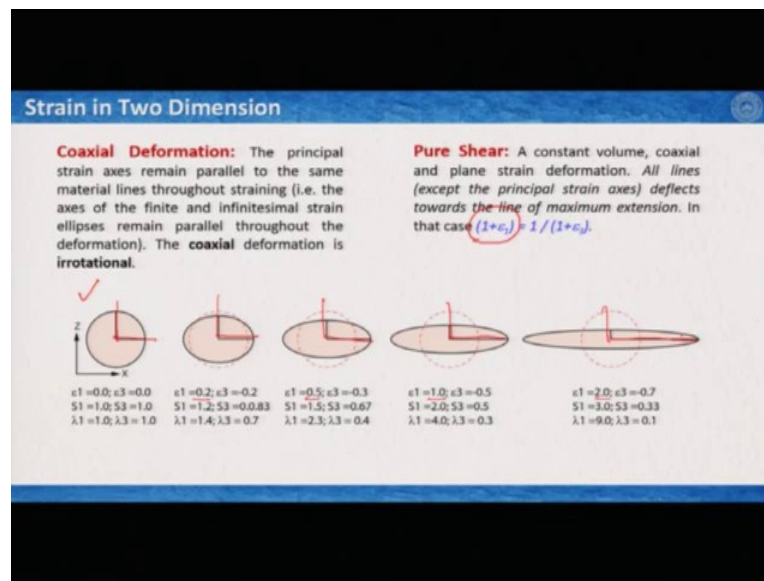 Strain in Two Dimension
Coaxial Deformation: The principal
strain axes remain parallel to the same
material lines throughout straining (i.e. the
axes of the finite and infinitesimal strain
ellipses remain parallel throughout the
deformation). The coaxial deformation is
irrotational.
Pure Shear: A constant volume, coaxial
and plane strain deformation. All lines
(except the principal strain axes) deflects
towards the line of maximum extension. In
that case (1+ε₁) = 1 / (1+ε₃).
Z
X
ε1 =0.0; ε3 =0.0
S1 =1.0; S3 =1.0
λ1 =1.0; λ3 = 1.0
ε1 =0.2; ε3 =-0.2
S1 =1.2; S3 =0.0.83
λ1 =1.4; λ3 = 0.7
ε1 =0.5; ε3 =-0.3
S1 =1.5; S3 =0.67
λ1 =2.3; λ3 = 0.4
ε1 =1.0; ε3 =-0.5
S1 =2.0; S3 =0.5
λ1 =4.0; λ3 = 0.3
ε1 =2.0; ε3 =-0.7
S1 =3.0; S3 =0.33
λ1 =9.0; λ3 = 0.1